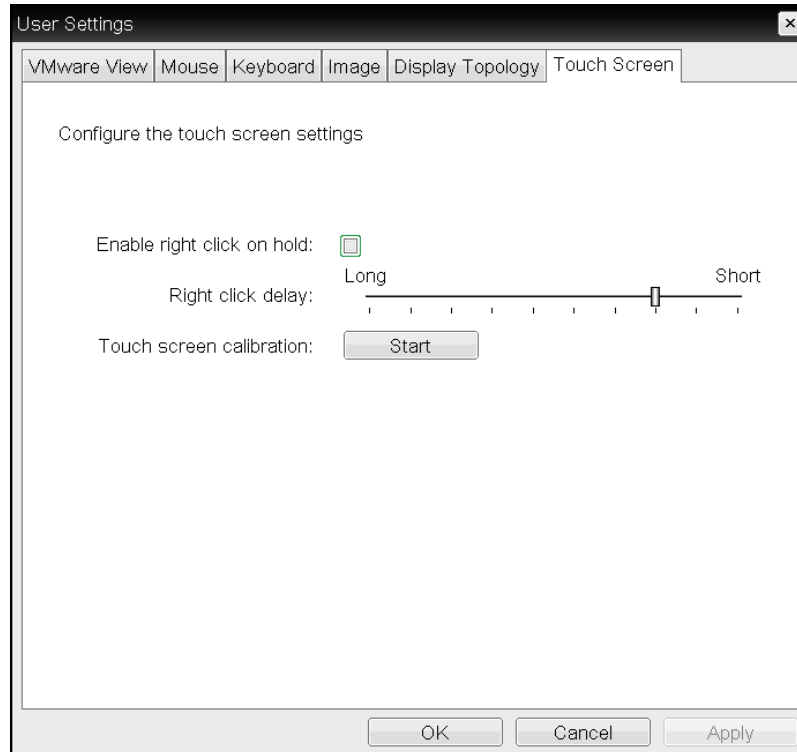 User Settings
VMware View Mouse Keyboard Image Display Topology Touch Screen
Configure the touch screen settings
Enable right click on hold:
Long Short
Right click delay:
Touch screen calibration: Start
OK Cancel Apply